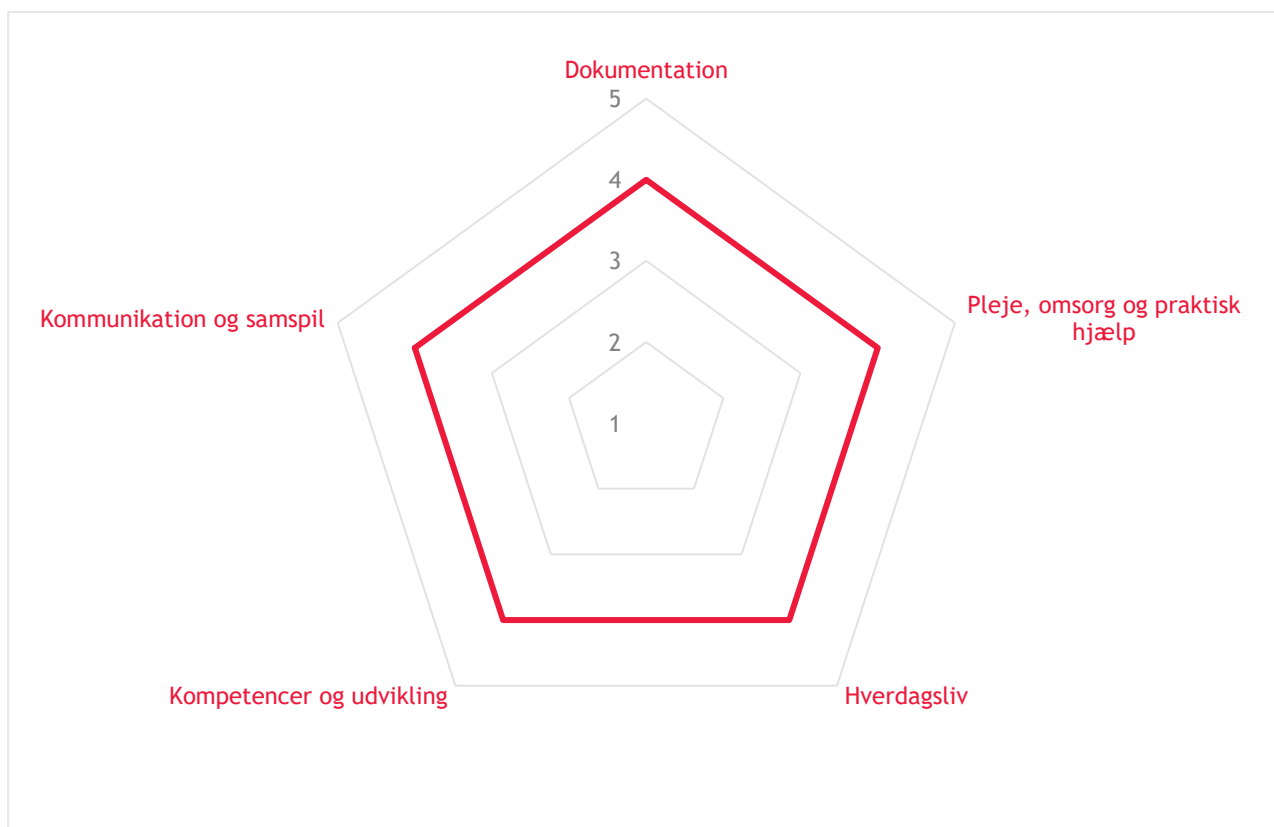 Dokumentation
5
4
3
2
1
Pleje, omsorg og praktisk
hjælp
Hverdagsliv
Kompetencer og udvikling
Kommunikation og samspil